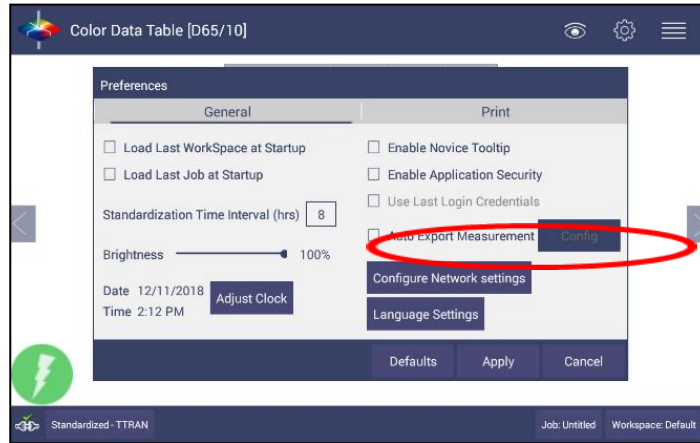 Color Data Table [D65/10]
Preferences
General
Print
Load Last WorkSpace at Startup
Load Last Job at Startup
Standardization Time Interval (hrs) 8
Brightness 100%
Date 12/11/2018
Time 2:12 PM
Adjust Clock
Enable Novice Tooltip
Enable Application Security
Use Last Login Credentials
Auto Export Measurement
Config
Configure Network settings
Language Settings
Defaults
Apply
Cancel
Standardized - TTRAN
Job: Untitled
Workspace: Default